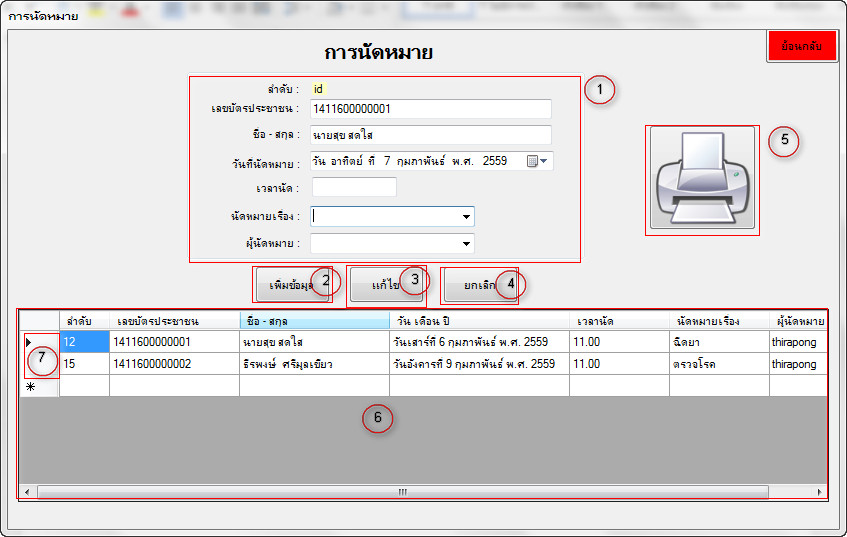 การนัดหมาย
การนัดหมาย
ย้อนกลับ
ลำดับ : id
1
เลขบัตรประชาชน : 1411600000001
ชื่อ - สกุล : นายสุข สดใส
5
วันที่นัดหมาย : วัน อาทิตย์ ที่ 7 กุมภาพันธ์ พ.ศ. 2559
เวลานัด :
นัดหมายเรื่อง :
ผู้นัดหมาย :
เพิ่มข้อมูล 2 แก้ไข 3 ยกเลิก 4
ลำดับ เลขบัตรประชาชน ชื่อ - สกุล วัน เดือน ปี เวลานัด นัดหมายเรื่อง ผู้นัดหมาย
12 1411600000001 นายสุข สดใส วันเสาร์ที่ 6 กุมภาพันธ์ พ.ศ. 2559 11.00 ฉีดยา thirapong
7
15 1411600000002 ธีรพงษ์ ศรีมูลเขียว วันอังคารที่ 9 กุมภาพันธ์ พ.ศ. 2559 11.00 ตรวจโรค thirapong
6